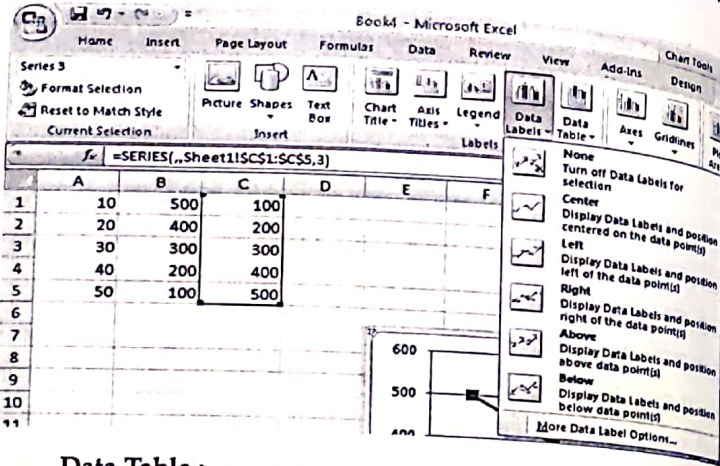 Book4 - Microsoft Excel
Chart Tools
Home Insert Page Layout Formulas Data Review View Add-Ins Design
Series 3
Format Selection
Reset to Match Style
Current Selection
Picture Shapes Text Box
Insert
Chart Title Axis Titles Legend Data Labels Data Table
Labels
Axes Gridlines
fx =SERIES(,,Sheet1!$C$1:$C$5,3)
A B C D E F
1 10 500 100
2 20 400 200
3 30 300 300
4 40 200 400
5 50 100 500
6
7
8
9
10
11
600
500
400
None
Turn off Data Labels for
selection
Center
Display Data Labels and position
centered on the data point(s)
Left
Display Data Labels and position
left of the data point(s)
Right
Display Data Labels and position
right of the data point(s)
Above
Display Data Labels and position
above data point(s)
Below
Display Data Labels and position
below data point(s)
More Data Label Options...
Data Table :